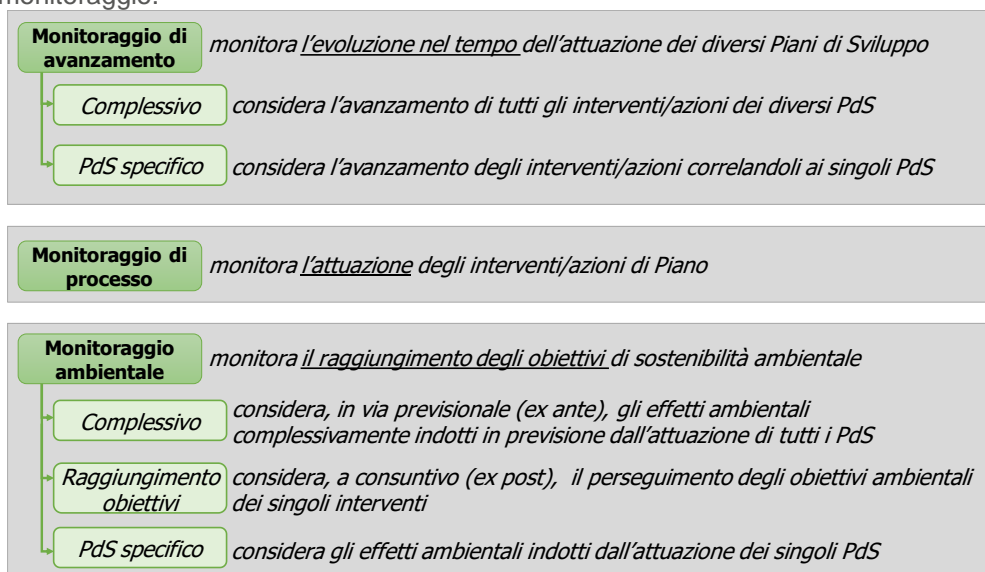 monitoraggio.
Monitoraggio di
avanzamento
monitora l'evoluzione nel tempo dell'attuazione dei diversi Piani di Sviluppo
Complessivo
considera l'avanzamento di tutti gli interventi/azioni dei diversi PdS
PdS specifico
considera l'avanzamento degli interventi/azioni correlandoli ai singoli PdS
Monitoraggio di
processo
monitora l'attuazione degli interventi/azioni di Piano
Monitoraggio
ambientale
monitora il raggiungimento degli obiettivi di sostenibilità ambientale
Complessivo
considera, in via previsionale (ex ante), gli effetti ambientali
complessivamente indotti in previsione dall'attuazione di tutti i PdS
Raggiungimento
obiettivi
considera, a consuntivo (ex post), il perseguimento degli obiettivi ambientali
dei singoli interventi
PdS specifico
considera gli effetti ambientali indotti dall'attuazione dei singoli PdS